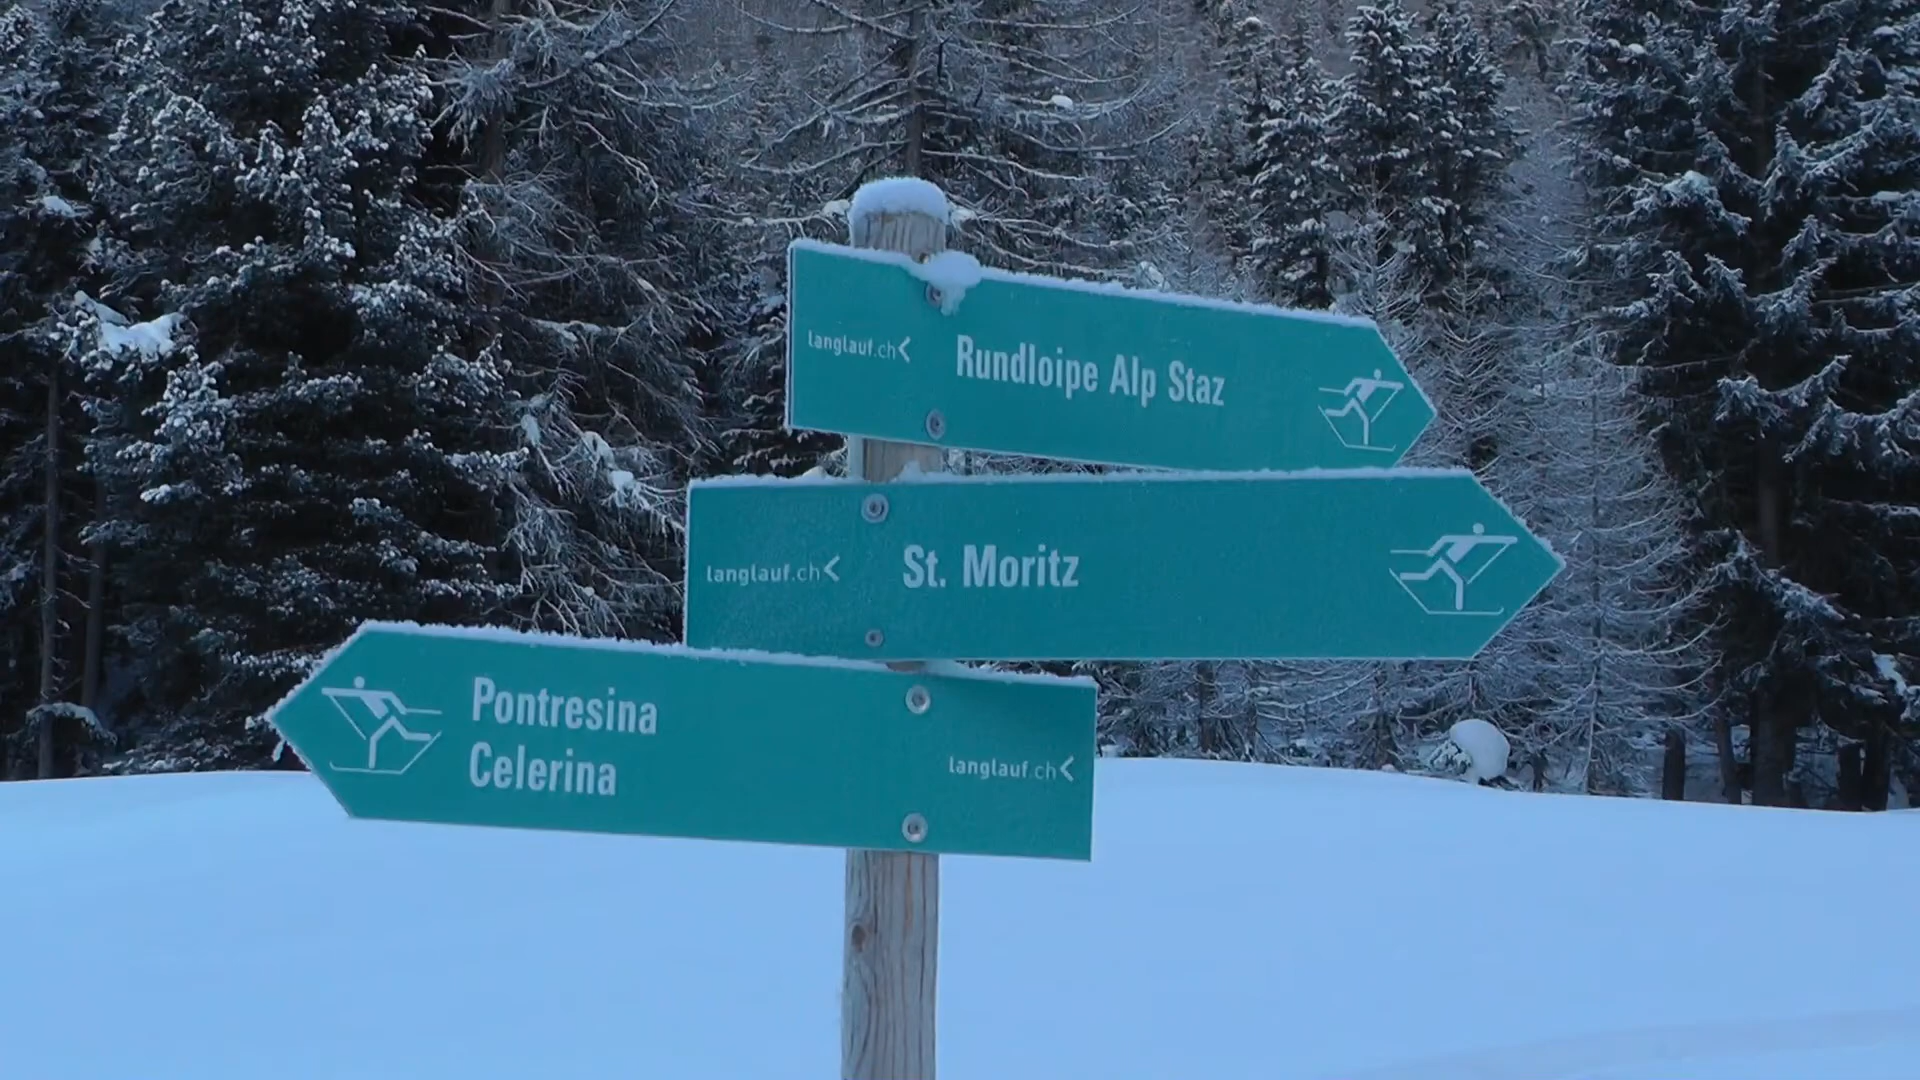 langlauf.ch
Rundloipe Alp Staz
langlauf.ch
St. Moritz
Pontresina
Celerina
langlauf.ch